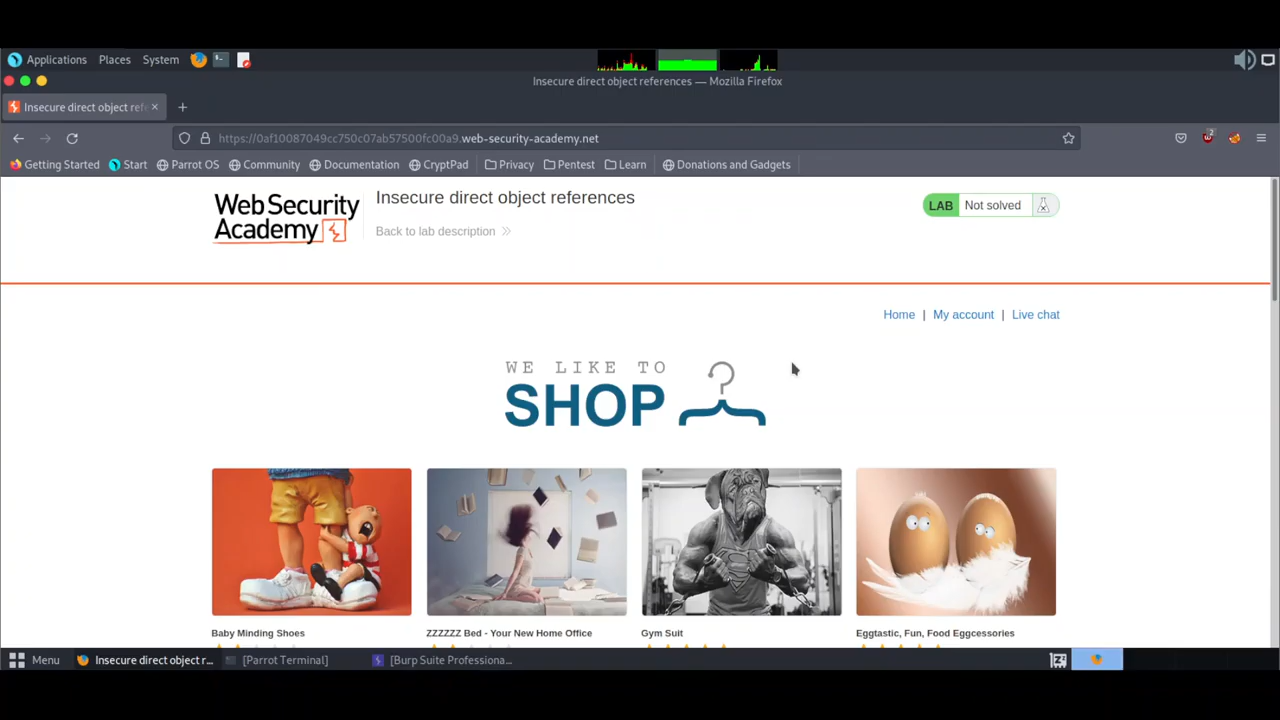 Applications Places System
Insecure direct object references — Mozilla Firefox
Insecure direct object refe
https://0af10087049cc750c07ab57500fc00a9.web-security-academy.net
2
Getting Started Start Parrot OS Community Documentation CryptPad Privacy Pentest Learn Donations and Gadgets
Web Security Academy
Insecure direct object references
Back to lab description
LAB Not solved
Home | My account | Live chat
WE LIKE TO
SHOP
Baby Minding Shoes ZZZZZZ Bed - Your New Home Office Gym Suit Eggtastic, Fun, Food Eggcessories
Menu Insecure direct object r... [Parrot Terminal] [Burp Suite Professiona...